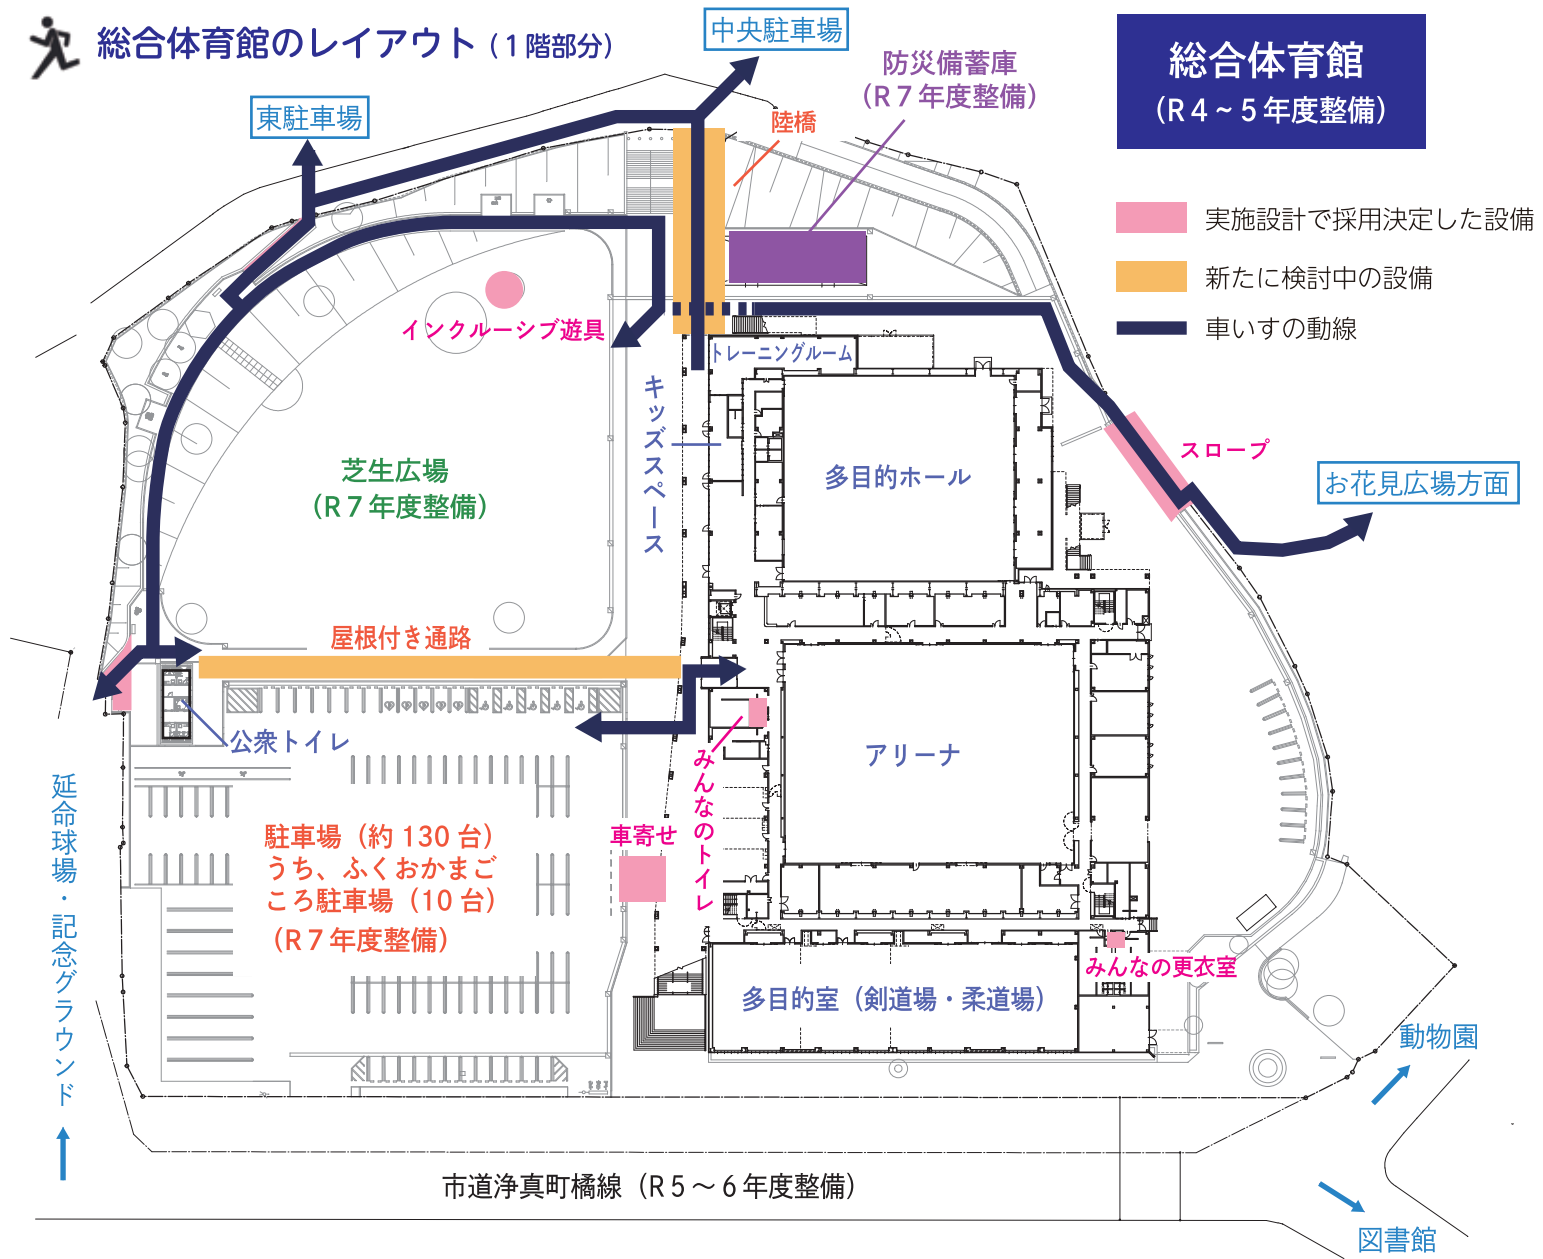 総合体育館のレイアウト（１階部分）
中央駐車場
防災備蓄庫
（R７年度整備）
総合体育館
（R４～５年度整備）
東駐車場
陸橋
実施設計で採用決定した設備
新たに検討中の設備
車いすの動線
インクルーシブ遊具
トレーニングルーム
キッズスペース
芝生広場
（R７年度整備）
多目的ホール
スロープ
お花見広場方面
屋根付き通路
公衆トイレ
アリーナ
みんなのトイレ
延命球場・記念グラウンド
駐車場（約130台）
うち、ふくおかまご
ころ駐車場（10台）
（R７年度整備）
車寄せ
みんなの更衣室
多目的室（剣道場・柔道場）
動物園
市道浄真町橘線（R５～６年度整備）
図書館